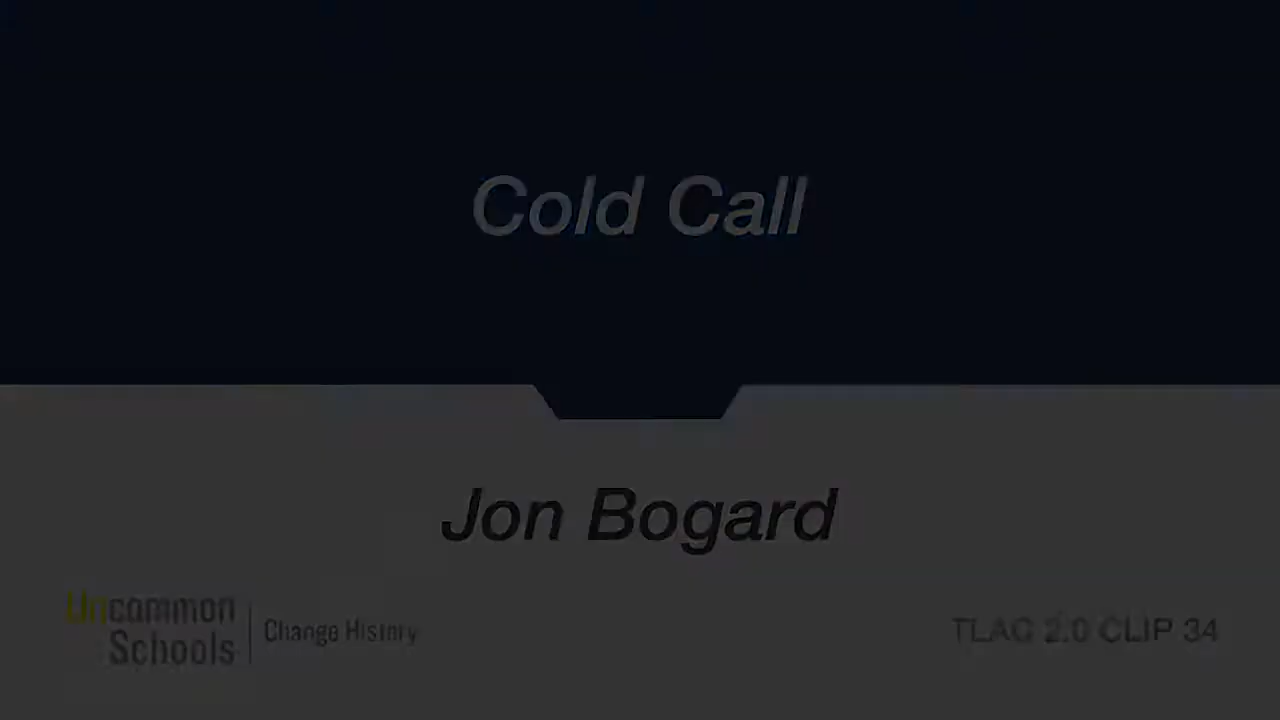 Cold Call
Jon Bogard
Uncommon
Schools
Change History
TLAC 2.0 CLIP 34